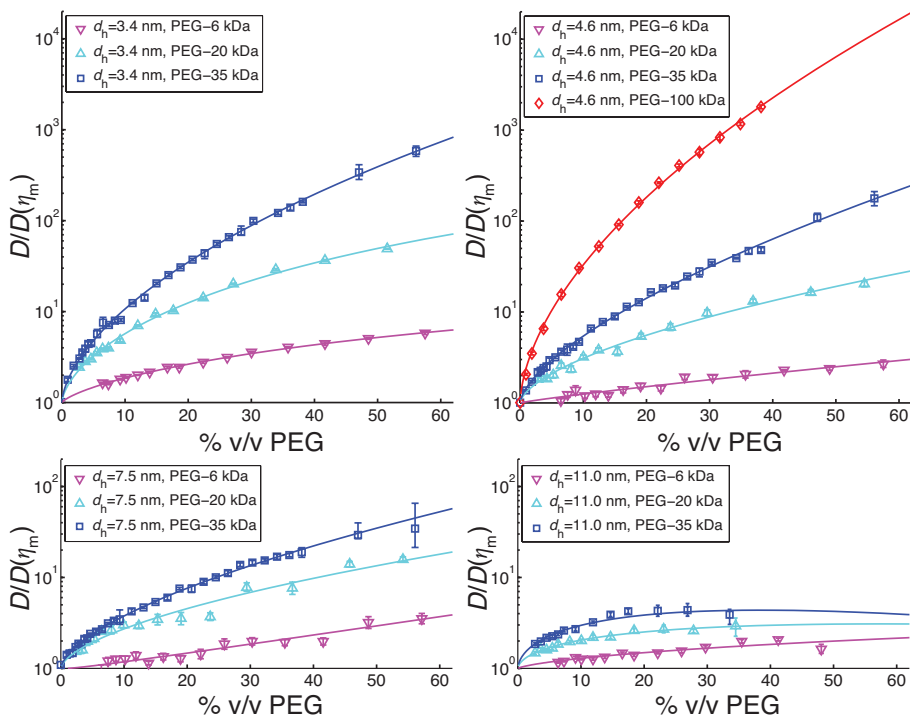 d_h=3.4 nm, PEG−6 kDa
d_h=3.4 nm, PEG−20 kDa
d_h=3.4 nm, PEG−35 kDa
10^4
10^3
10^2
10^1
10^0
D/D(η_m)
0 10 20 30 40 50 60
% v/v PEG
d_h=4.6 nm, PEG−6 kDa
d_h=4.6 nm, PEG−20 kDa
d_h=4.6 nm, PEG−35 kDa
d_h=4.6 nm, PEG−100 kDa
10^4
10^3
10^2
10^1
10^0
D/D(η_m)
0 10 20 30 40 50 60
% v/v PEG
d_h=7.5 nm, PEG−6 kDa
d_h=7.5 nm, PEG−20 kDa
d_h=7.5 nm, PEG−35 kDa
10^2
10^1
10^0
D/D(η_m)
0 10 20 30 40 50 60
% v/v PEG
d_h=11.0 nm, PEG−6 kDa
d_h=11.0 nm, PEG−20 kDa
d_h=11.0 nm, PEG−35 kDa
10^2
10^1
10^0
D/D(η_m)
0 10 20 30 40 50 60
% v/v PEG